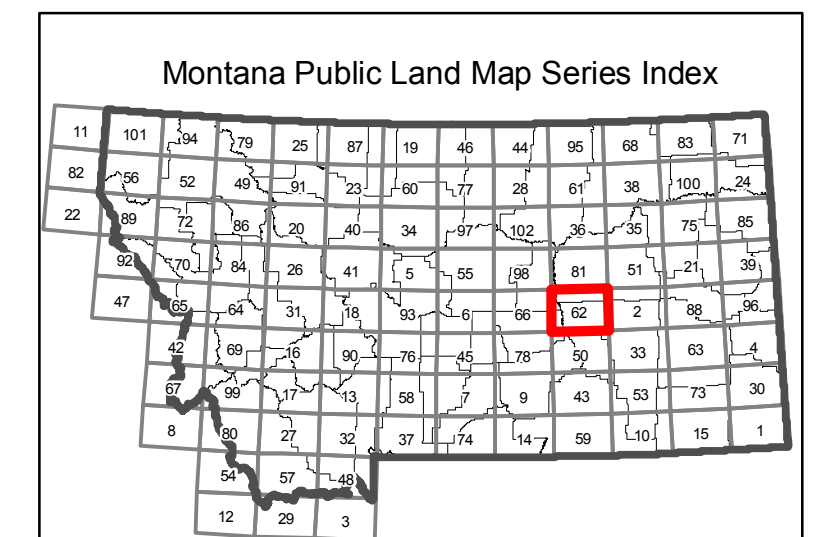 Montana Public Land Map Series Index
11 101 94 79 25 87 19 46 44 95 68 83 71
82 56 52 49 91 23 60 77 28 61 38 100 24
22 89 72 86 20 40 34 97 102 36 35 75 85
92 70 84 26 41 5 55 98 81 51 21 39
47 65 64 31 18 93 6 66 62 2 88 96
42 69 16 90 76 45 78 50 33 63 4
67 99 17 13 58 7 9 43 53 73 30
8 80 27 32 37 74 14 59 10 15 1
54 57 48
12 29 3